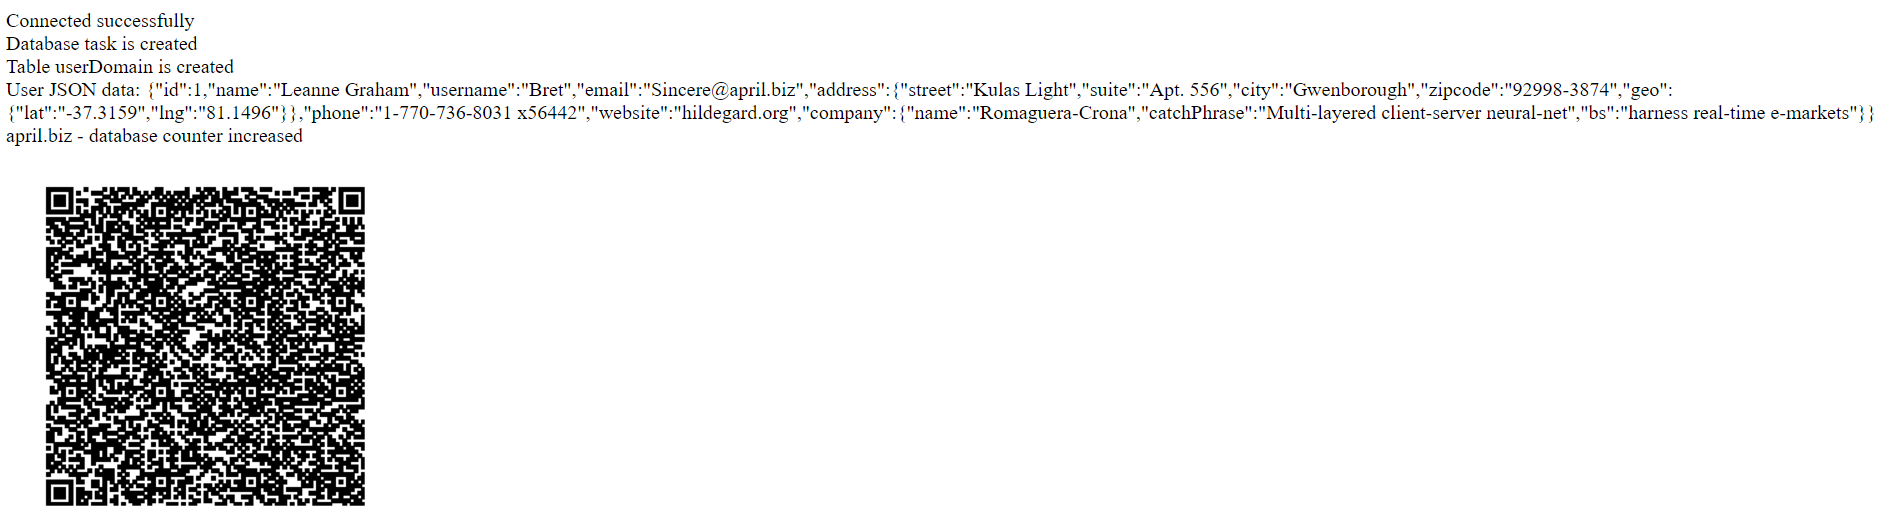 Connected successfully
Database task is created
Table userDomain is created
User JSON data: {"id":1,"name":"Leanne Graham","username":"Bret","email":"Sincere@april.biz","address":{"street":"Kulas Light","suite":"Apt. 556","city":"Gwenborough","zipcode":"92998-3874","geo":
{"lat":"-37.3159","lng":"81.1496"}},"phone":"1-770-736-8031 x56442","website":"hildegard.org","company":{"name":"Romaguera-Crona","catchPhrase":"Multi-layered client-server neural-net","bs":"harness real-time e-markets"}}
april.biz - database counter increased